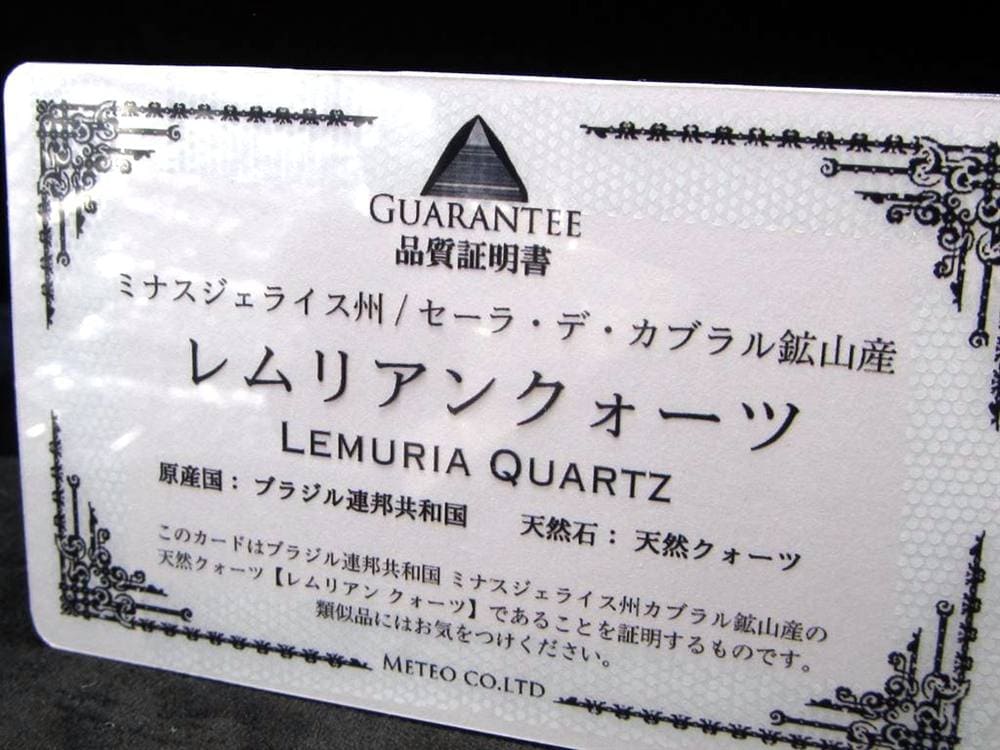 GUARANTEE
品質証明書
ミナスジェライス州 / セーラ・デ・カブラル鉱山産
レムリアンクォーツ
LEMURIA QUARTZ
原産国：ブラジル連邦共和国　天然石：天然クォーツ
このカードはブラジル連邦共和国 ミナスジェライス州カブラル鉱山産の
天然クォーツ【レムリアン クォーツ】であることを証明するものです。
類似品にはお気をつけください。
METEO CO.LTD